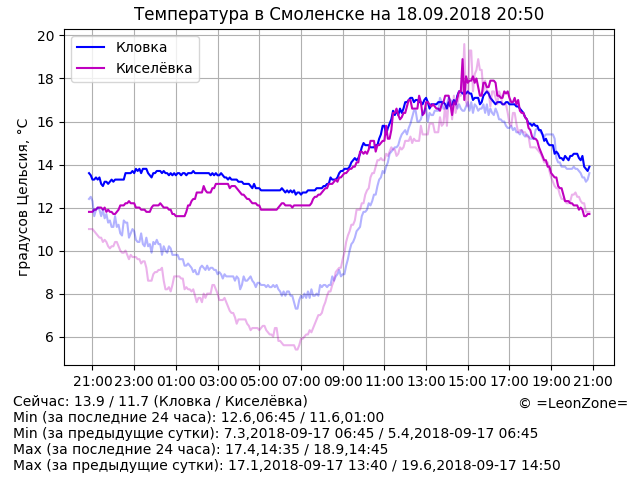 Температура в Смоленске на 18.09.2018 20:50
20
18
16
14
12
10
8
6
градусов Цельсия, °C
Кловка
Киселёвка
21:00 23:00 01:00 03:00 05:00 07:00 09:00 11:00 13:00 15:00 17:00 19:00 21:00
Сейчас: 13.9 / 11.7 (Кловка / Киселёвка)
© =LeonZone=
Min (за последние 24 часа): 12.6,06:45 / 11.6,01:00
Min (за предыдущие сутки): 7.3,2018-09-17 06:45 / 5.4,2018-09-17 06:45
Max (за последние 24 часа): 17.4,14:35 / 18.9,14:45
Max (за предыдущие сутки): 17.1,2018-09-17 13:40 / 19.6,2018-09-17 14:50